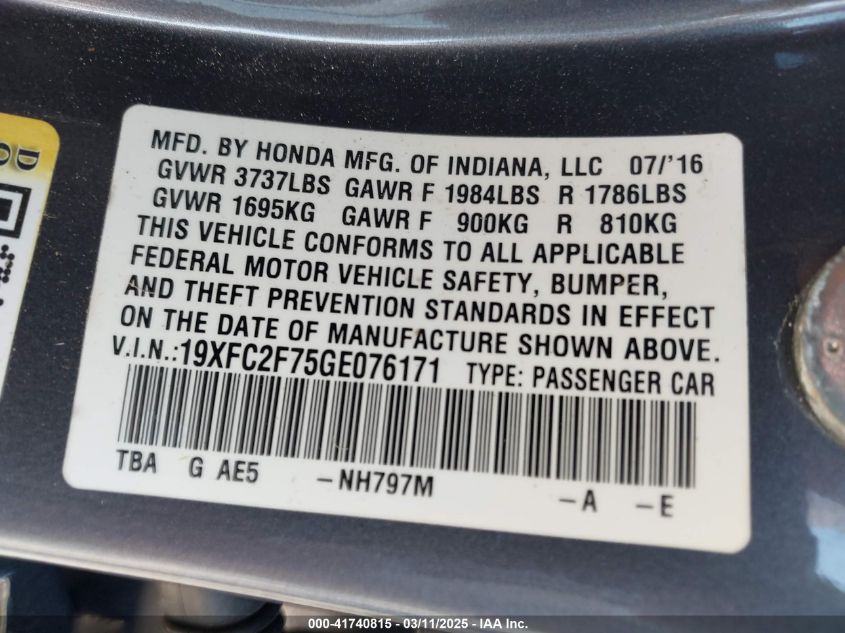 MFD. BY HONDA MFG. OF INDIANA, LLC 07/'16
GVWR 3737LBS GAWR F 1984LBS R 1786LBS
GVWR 1695KG GAWR F 900KG R 810KG
THIS VEHICLE CONFORMS TO ALL APPLICABLE
FEDERAL MOTOR VEHICLE SAFETY, BUMPER,
AND THEFT PREVENTION STANDARDS IN EFFECT
ON THE DATE OF MANUFACTURE SHOWN ABOVE.
V.I.N.:19XFC2F75GE076171 TYPE: PASSENGER CAR
TBA G AE5 -NH797M -A -E
000-41740815 - 03/11/2025 - IAA Inc.